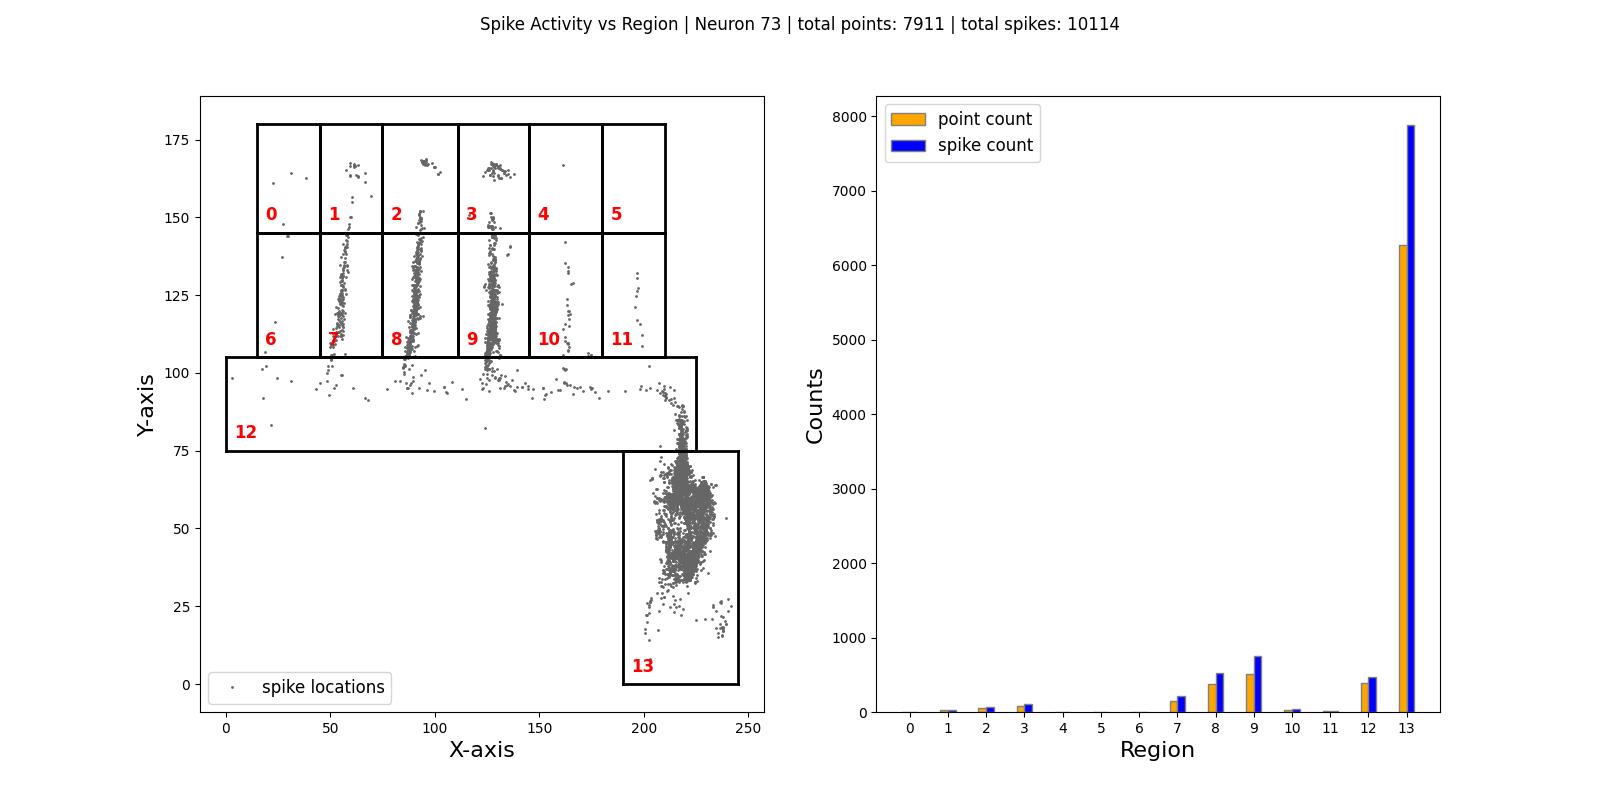 Spike Activity vs Region | Neuron 73 | total points: 7911 | total spikes: 10114
175
150
125
100
75
50
25
0
Y-axis
0 1 2 3 4 5
6 7 8 9 10 11
12
13
spike locations
0 50 100 150 200 250
X-axis
point count
spike count
8000
7000
6000
5000
4000
3000
2000
1000
0
Counts
0 1 2 3 4 5 6 7 8 9 10 11 12 13
Region